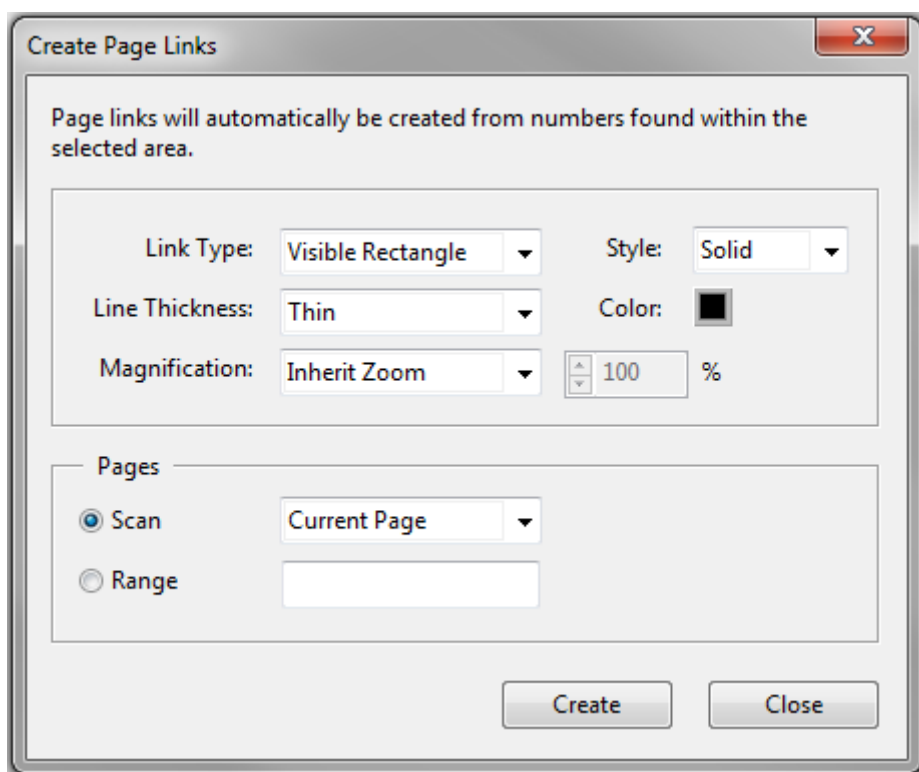 Create Page Links
Page links will automatically be created from numbers found within the
selected area.
Link Type: Visible Rectangle Style: Solid
Line Thickness: Thin Color:
Magnification: Inherit Zoom 100 %
Pages
Scan Current Page
Range
Create Close